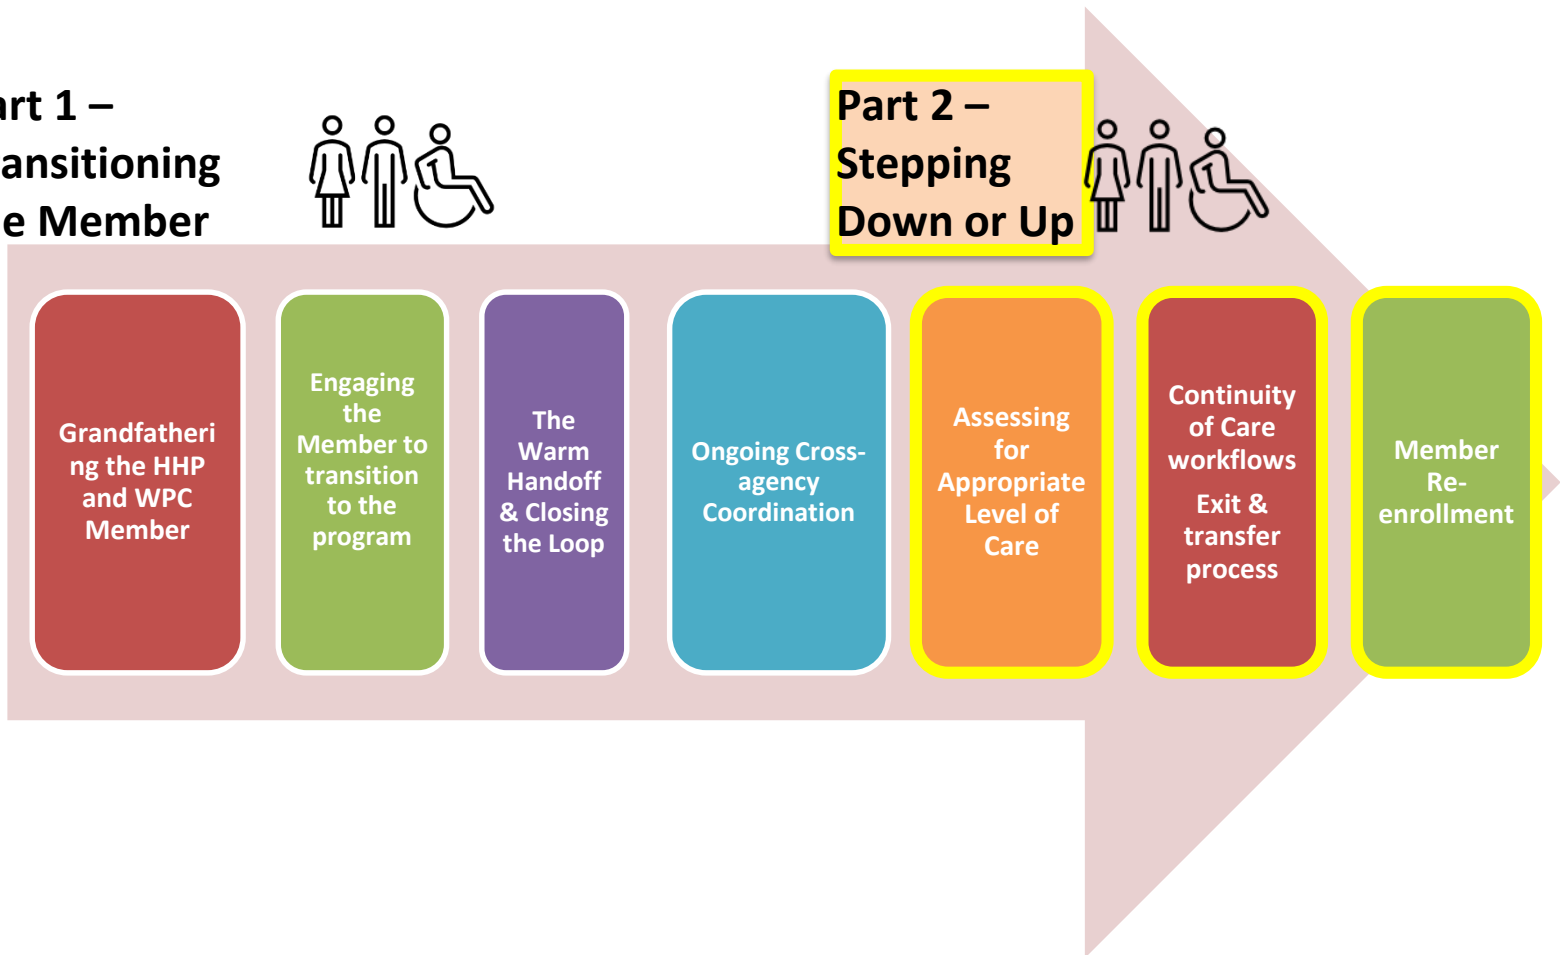 art 1 –
ansitioning
e Member
Part 2 –
Stepping
Down or Up
Grandfatheri
ng the HHP
and WPC
Member
Engaging
the
Member to
transition
to the
program
The
Warm
Handoff
& Closing
the Loop
Ongoing Cross-
agency
Coordination
Assessing
for
Appropriate
Level of
Care
Continuity
of Care
workflows
Exit &
transfer
process
Member
Re-
enrollment